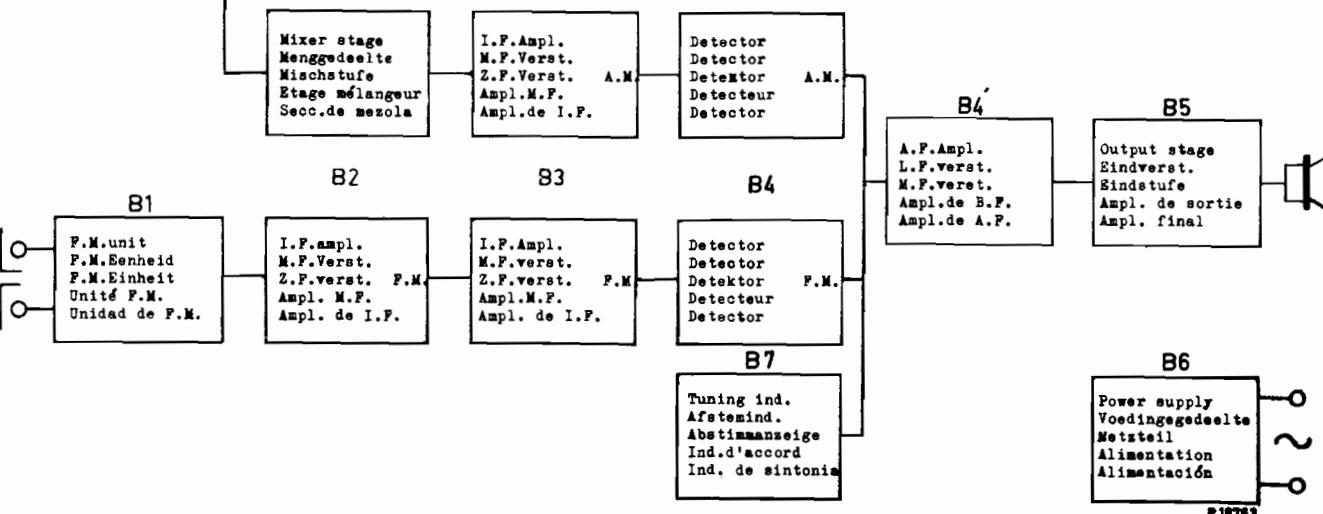 Mixer stage
Menggedeelte
Mischstufe
Etage mélangeur
Secc.de mezola
I.F.Ampl.
M.F.Verst.
Z.F.Verst. A.M.
Ampl.M.F.
Ampl.de I.F.
Detector
Detector
Detektor A.M.
Detecteur
Detector
B1
F.M.unit
F.M.Eenheid
F.M.Einheit
Unité F.M.
Unidad de F.M.
B2
I.F.ampl.
M.F.Verst.
Z.F.verst. F.M.
Ampl. M.F.
Ampl. de I.F.
B3
I.F.Ampl.
M.F.verst.
Z.F.verst. F.M
Ampl.M.F.
Ampl. de I.F.
B4
Detector
Detector
Detektor F.M.
Detecteur
Detector
B4'
A.F.Ampl.
L.F.verst.
M.F.verst.
Ampl.de B.F.
Ampl.de A.F.
B5
Output stage
Eindverst.
Eindstufe
Ampl. de sortie
Ampl. final
B7
Tuning ind.
Afstemind.
Abstimmanzeige
Ind.d'accord
Ind. de sintonia
B6
Power supply
Voedingsgedeelte
Netzteil
Alimentation
Alimentación